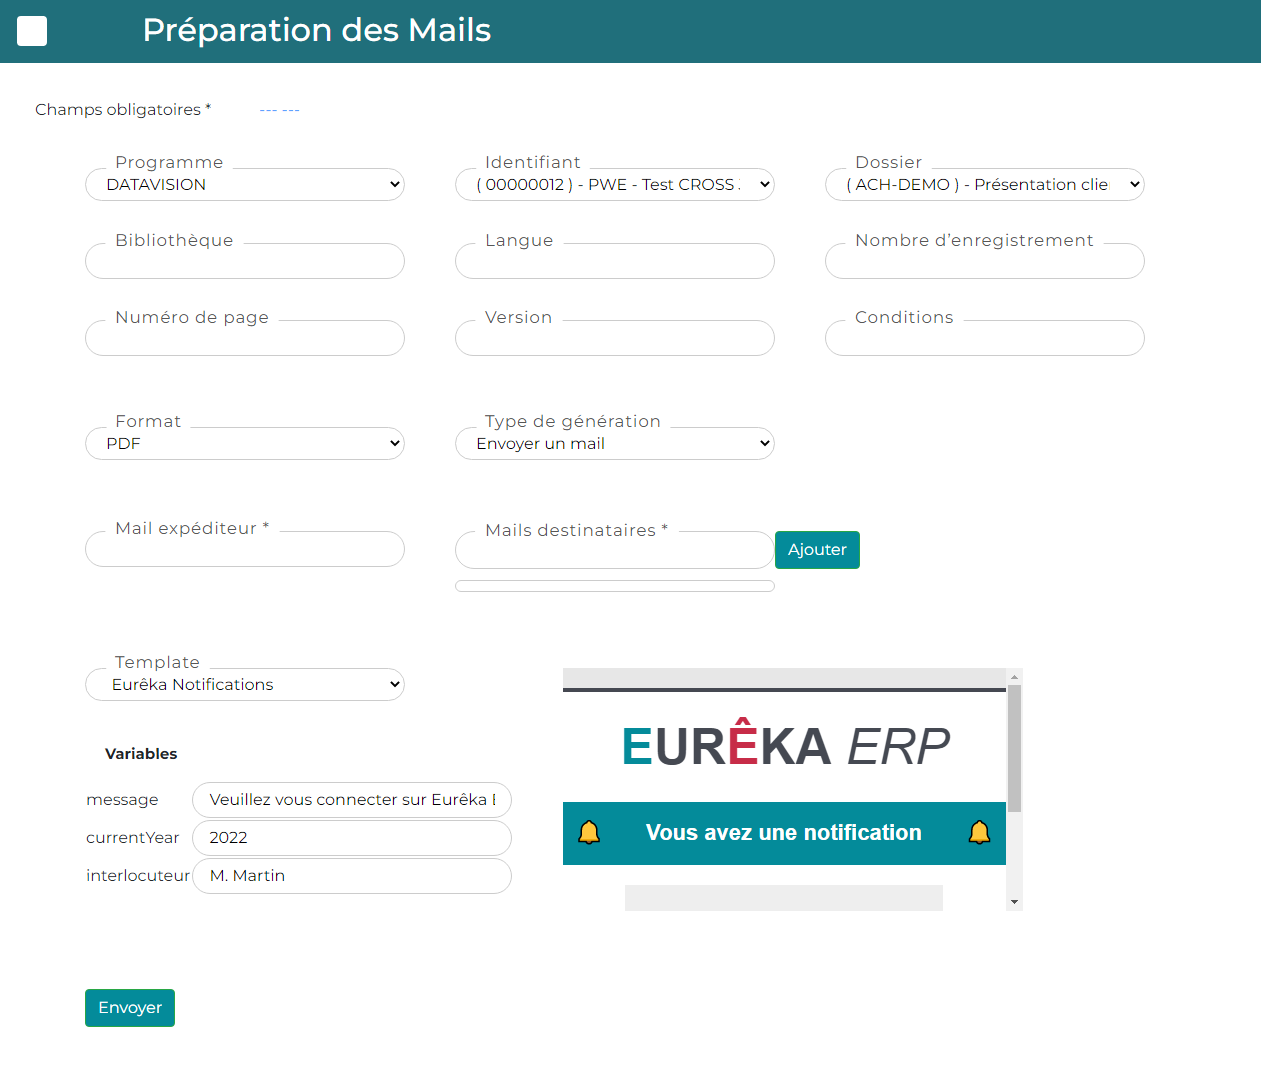 Préparation des Mails
Champs obligatoires * --- ---
Programme Identifiant Dossier
DATAVISION ( 00000012 ) - PWE - Test CROSS ( ACH-DEMO ) - Présentation clie
Bibliothèque Langue Nombre d'enregistrement
Numéro de page Version Conditions
Format Type de génération
PDF Envoyer un mail
Mail expéditeur * Mails destinataires *
Ajouter
Template
Eurêka Notifications
EURÊKA ERP
Variables
message Veuillez vous connecter sur Eurêka
currentYear 2022
Vous avez une notification
interlocuteur M. Martin
Envoyer